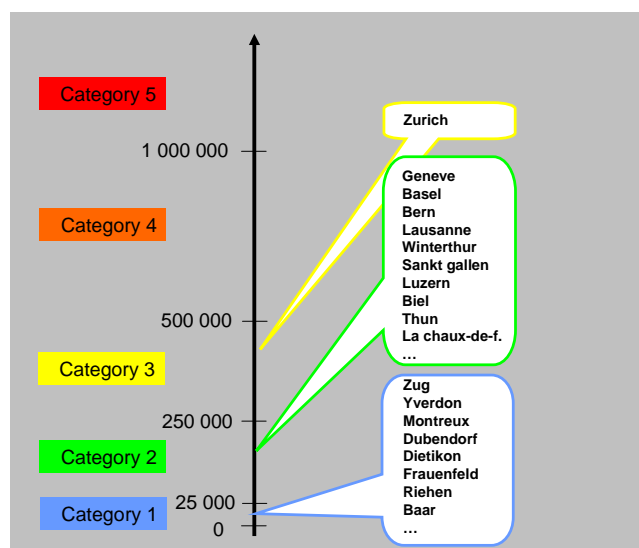 Category 5
Zurich
1 000 000
Geneve
Basel
Bern
Category 4
Lausanne
Winterthur
Sankt gallen
Luzern
Biel
500 000
Thun
La chaux-de-f.
...
Category 3
Zug
Yverdon
250 000
Montreux
Dubendorf
Category 2
Dietikon
Frauenfeld
Riehen
25 000
Baar
Category 1
...
0